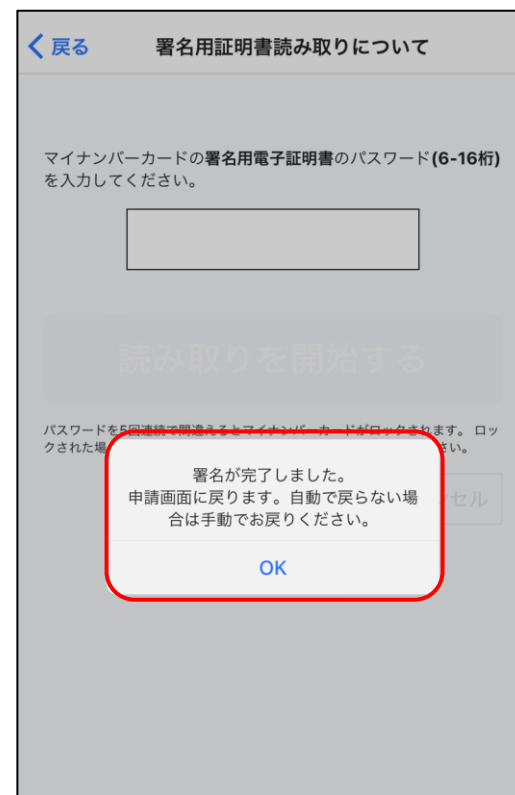 戻る 署名用証明書読み取りについて
マイナンバーカードの署名用電子証明書のパスワード(6-16桁)
を入力してください。
読み取りを開始する
パスワードを5回連続で間違えるとマイナンバーカードがロックされます。 ロッ
クされた場 さい。
署名が完了しました。
申請画面に戻ります。自動で戻らない場
合は手動でお戻りください。
セル
OK